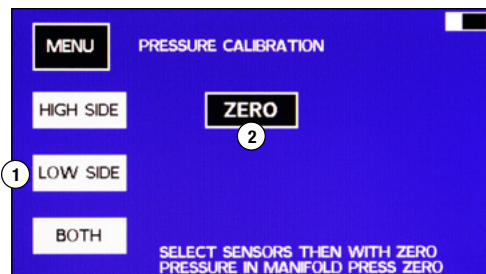 MENU
PRESSURE CALIBRATION
HIGH SIDE
ZERO
2
1
LOW SIDE
BOTH
SELECT SENSORS THEN WITH ZERO
PRESSURE IN MANIFOLD PRESS ZERO